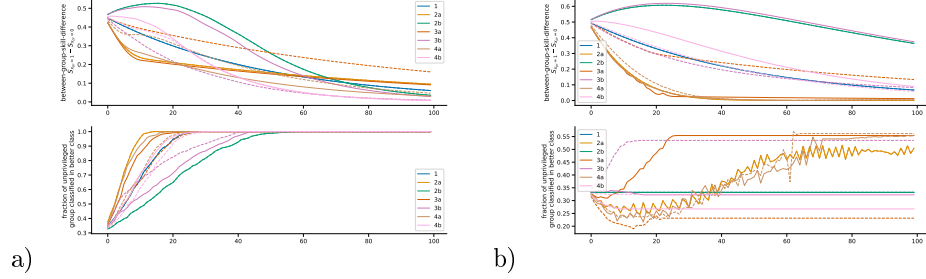 between-group-skill-difference
S_{x_p=1} − S_{x_p=0}
0.5
0.4
0.3
0.2
0.1
0.0
0
20
40
60
80
100
1
2a
2b
3a
3b
4a
4b
fraction of unprivileged
group classified in better class
1.0
0.9
0.8
0.7
0.6
0.5
0.4
0.3
0
20
40
60
80
100
1
2a
2b
3a
3b
4a
4b
a)
between-group-skill-difference
S_{x_p=1} − S_{x_p=0}
0.6
0.5
0.4
0.3
0.2
0.1
0.0
0
20
40
60
80
100
1
2a
2b
3a
3b
4a
4b
fraction of unprivileged
group classified in better class
0.55
0.50
0.45
0.40
0.35
0.30
0.25
0.20
0
20
40
60
80
100
1
2a
2b
3a
3b
4a
4b
b)